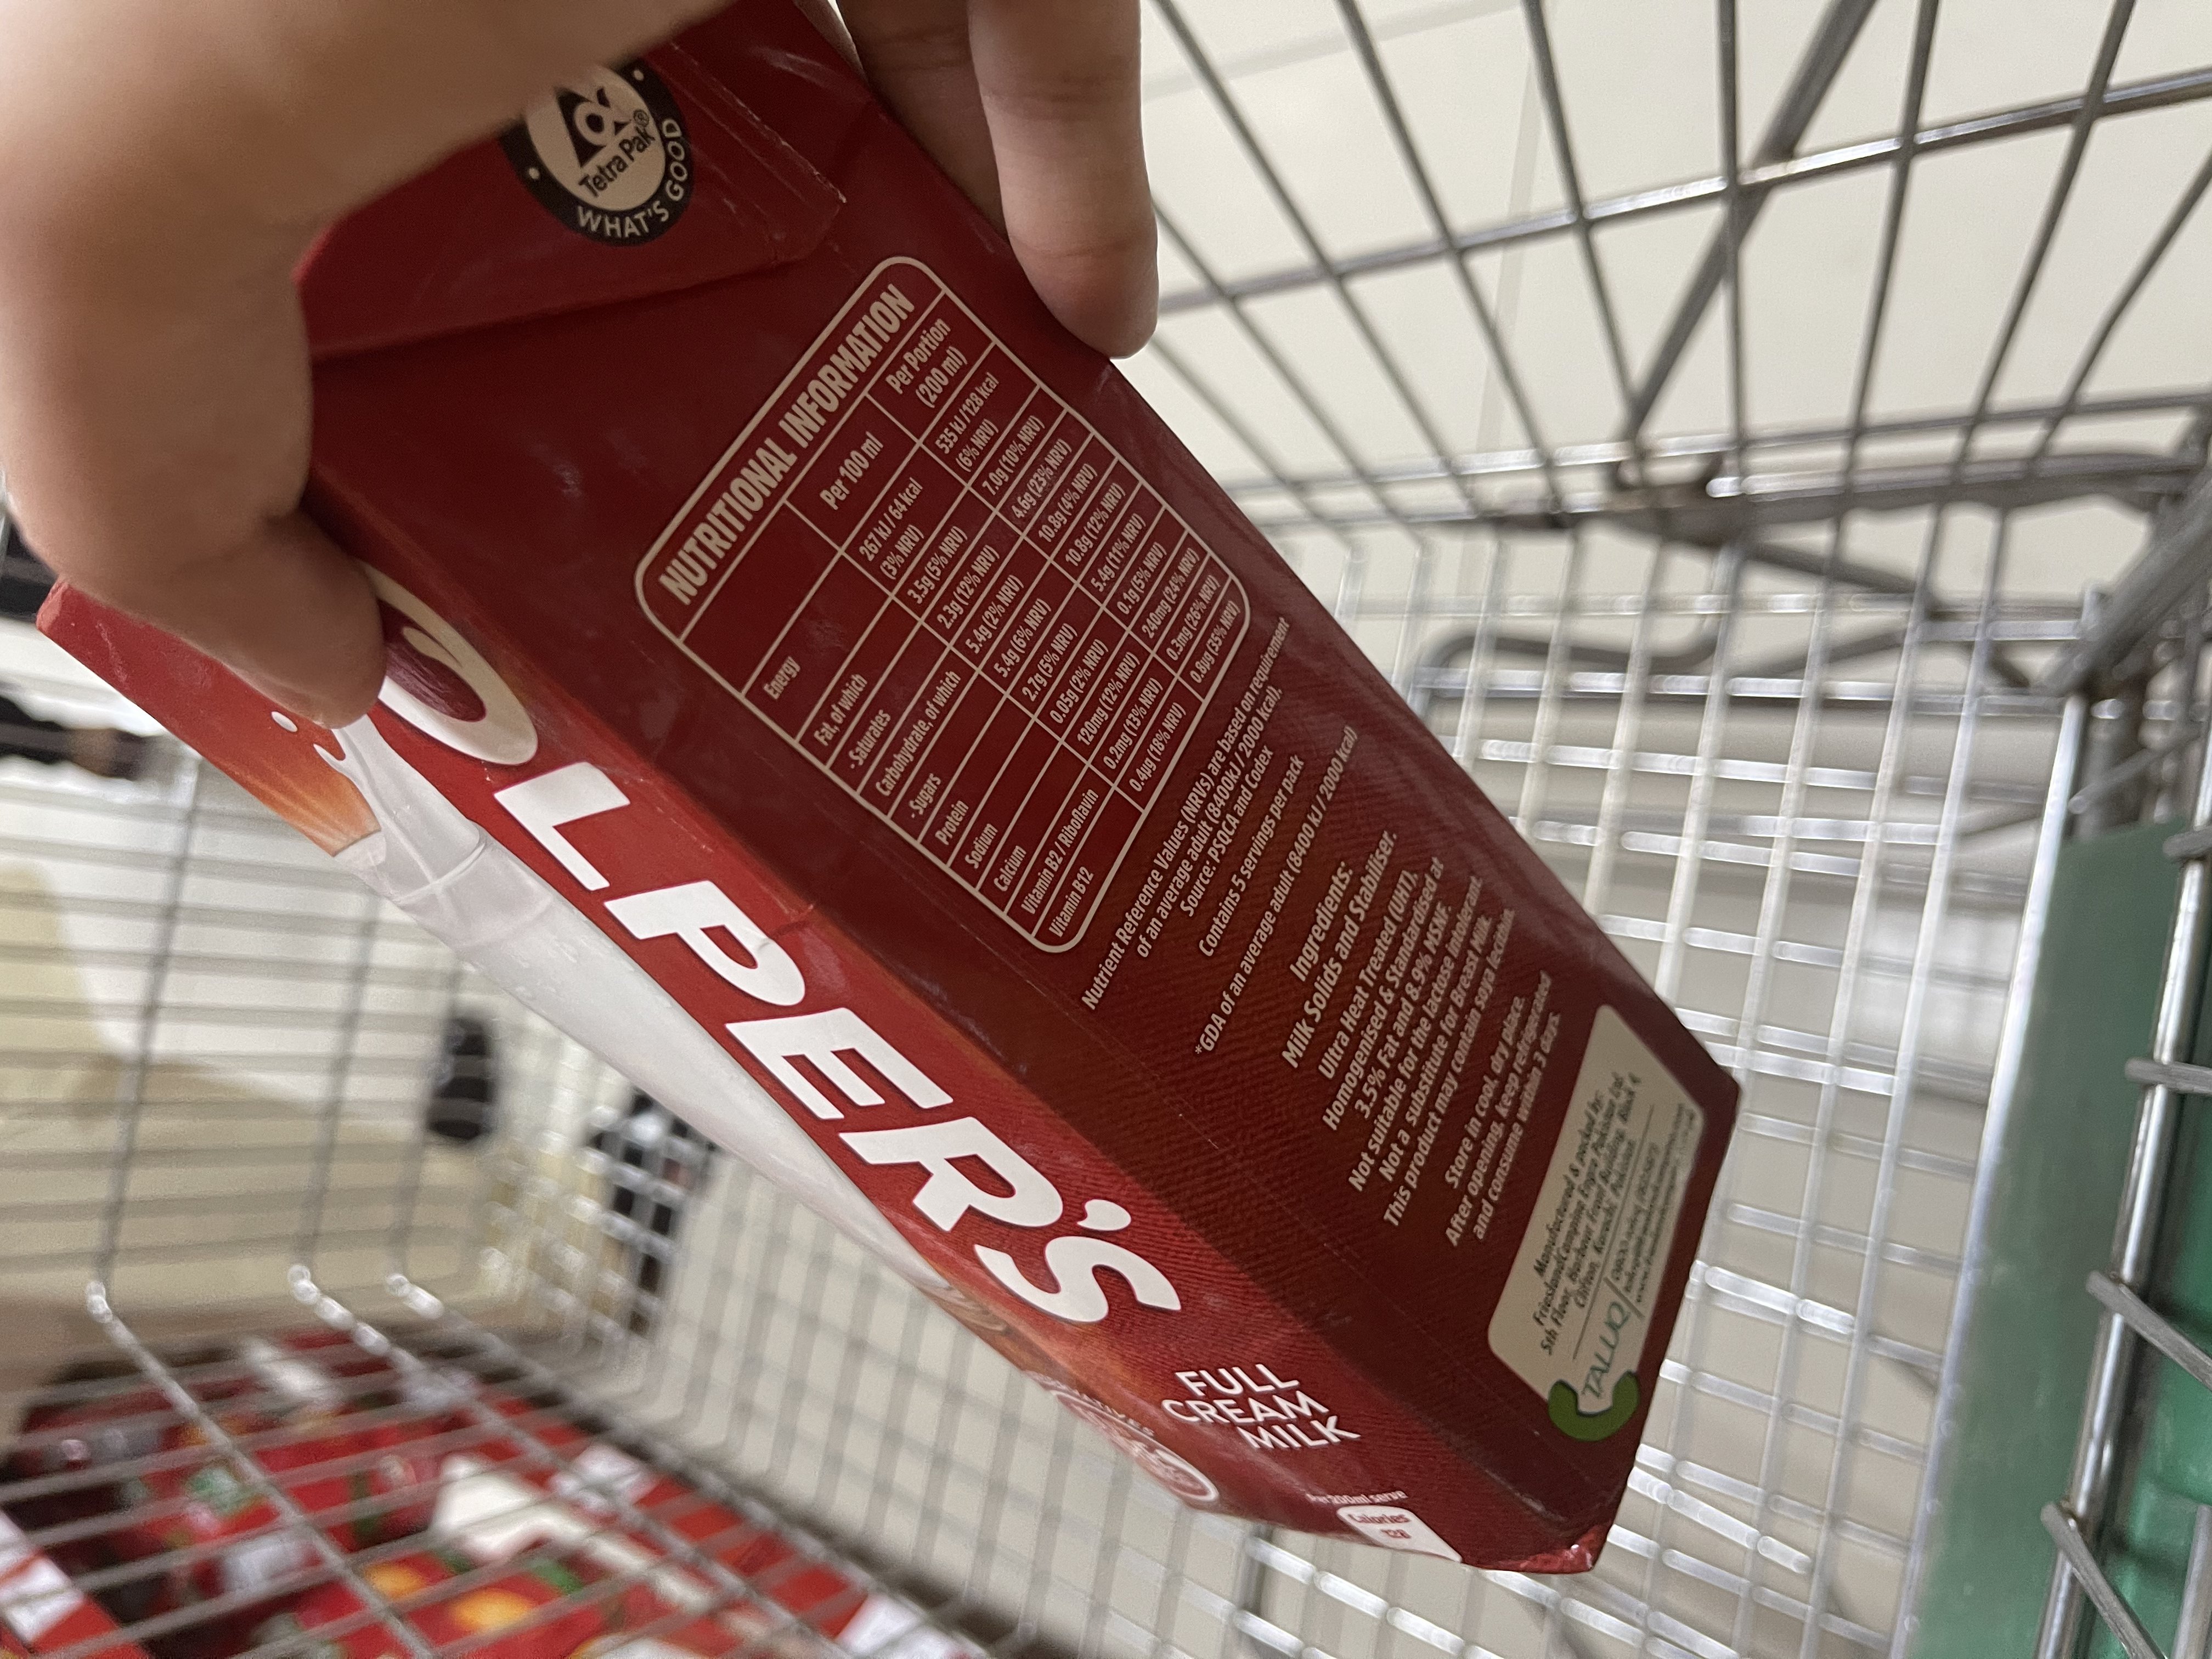 OLPER'S
FULL
CREAM
MILK
Calories
Tetra Pak®
WHAT'S GOOD
NUTRITIONAL INFORMATION
Per 100 ml Per Portion (200 ml)
Energy 267 kJ / 64 kcal (3% NRV) 535 kJ / 128 kcal (6% NRV)
Fat, of which 3.5g (5% NRV) 7.0g (10% NRV)
- Saturates 2.3g (12% NRV) 4.6g (23% NRV)
Carbohydrate, of which 5.4g (2% NRV) 10.8g (4% NRV)
- Sugars 5.4g (6% NRV) 10.8g (12% NRV)
Protein 2.7g (5% NRV) 5.4g (11% NRV)
Sodium 0.05g (2% NRV) 0.1g (5% NRV)
Calcium 120mg (12% NRV) 240mg (24% NRV)
Vitamin B2 / Riboflavin 0.2mg (13% NRV) 0.3mg (26% NRV)
Vitamin B12 0.4µg (18% NRV) 0.8µg (35% NRV)
Nutrient Reference Values (NRVs) are based on requirement
of an average adult (8400kJ / 2000 kcal).
Source: PSQCA and Codex
Contains 5 servings per pack
*GDA of an average adult (8400 kJ / 2000 kcal)
Ingredients:
Milk Solids and Stabiliser.
Ultra Heat Treated (UHT).
Homogenised & Standardised at
3.5% Fat and 8.9% MSNF.
Not suitable for the lactose intolerant.
Not a substitute for Breast Milk.
This product may contain soya lecithin.
Store in cool, dry place.
After opening, keep refrigerated
and consume within 3 days.
Manufactured & packed by:
FrieslandCampina Engro Pakistan Ltd.
5th Floor, Harbour Front Building, Block 4
Clifton, Karachi, Pakistan.
TALUQ